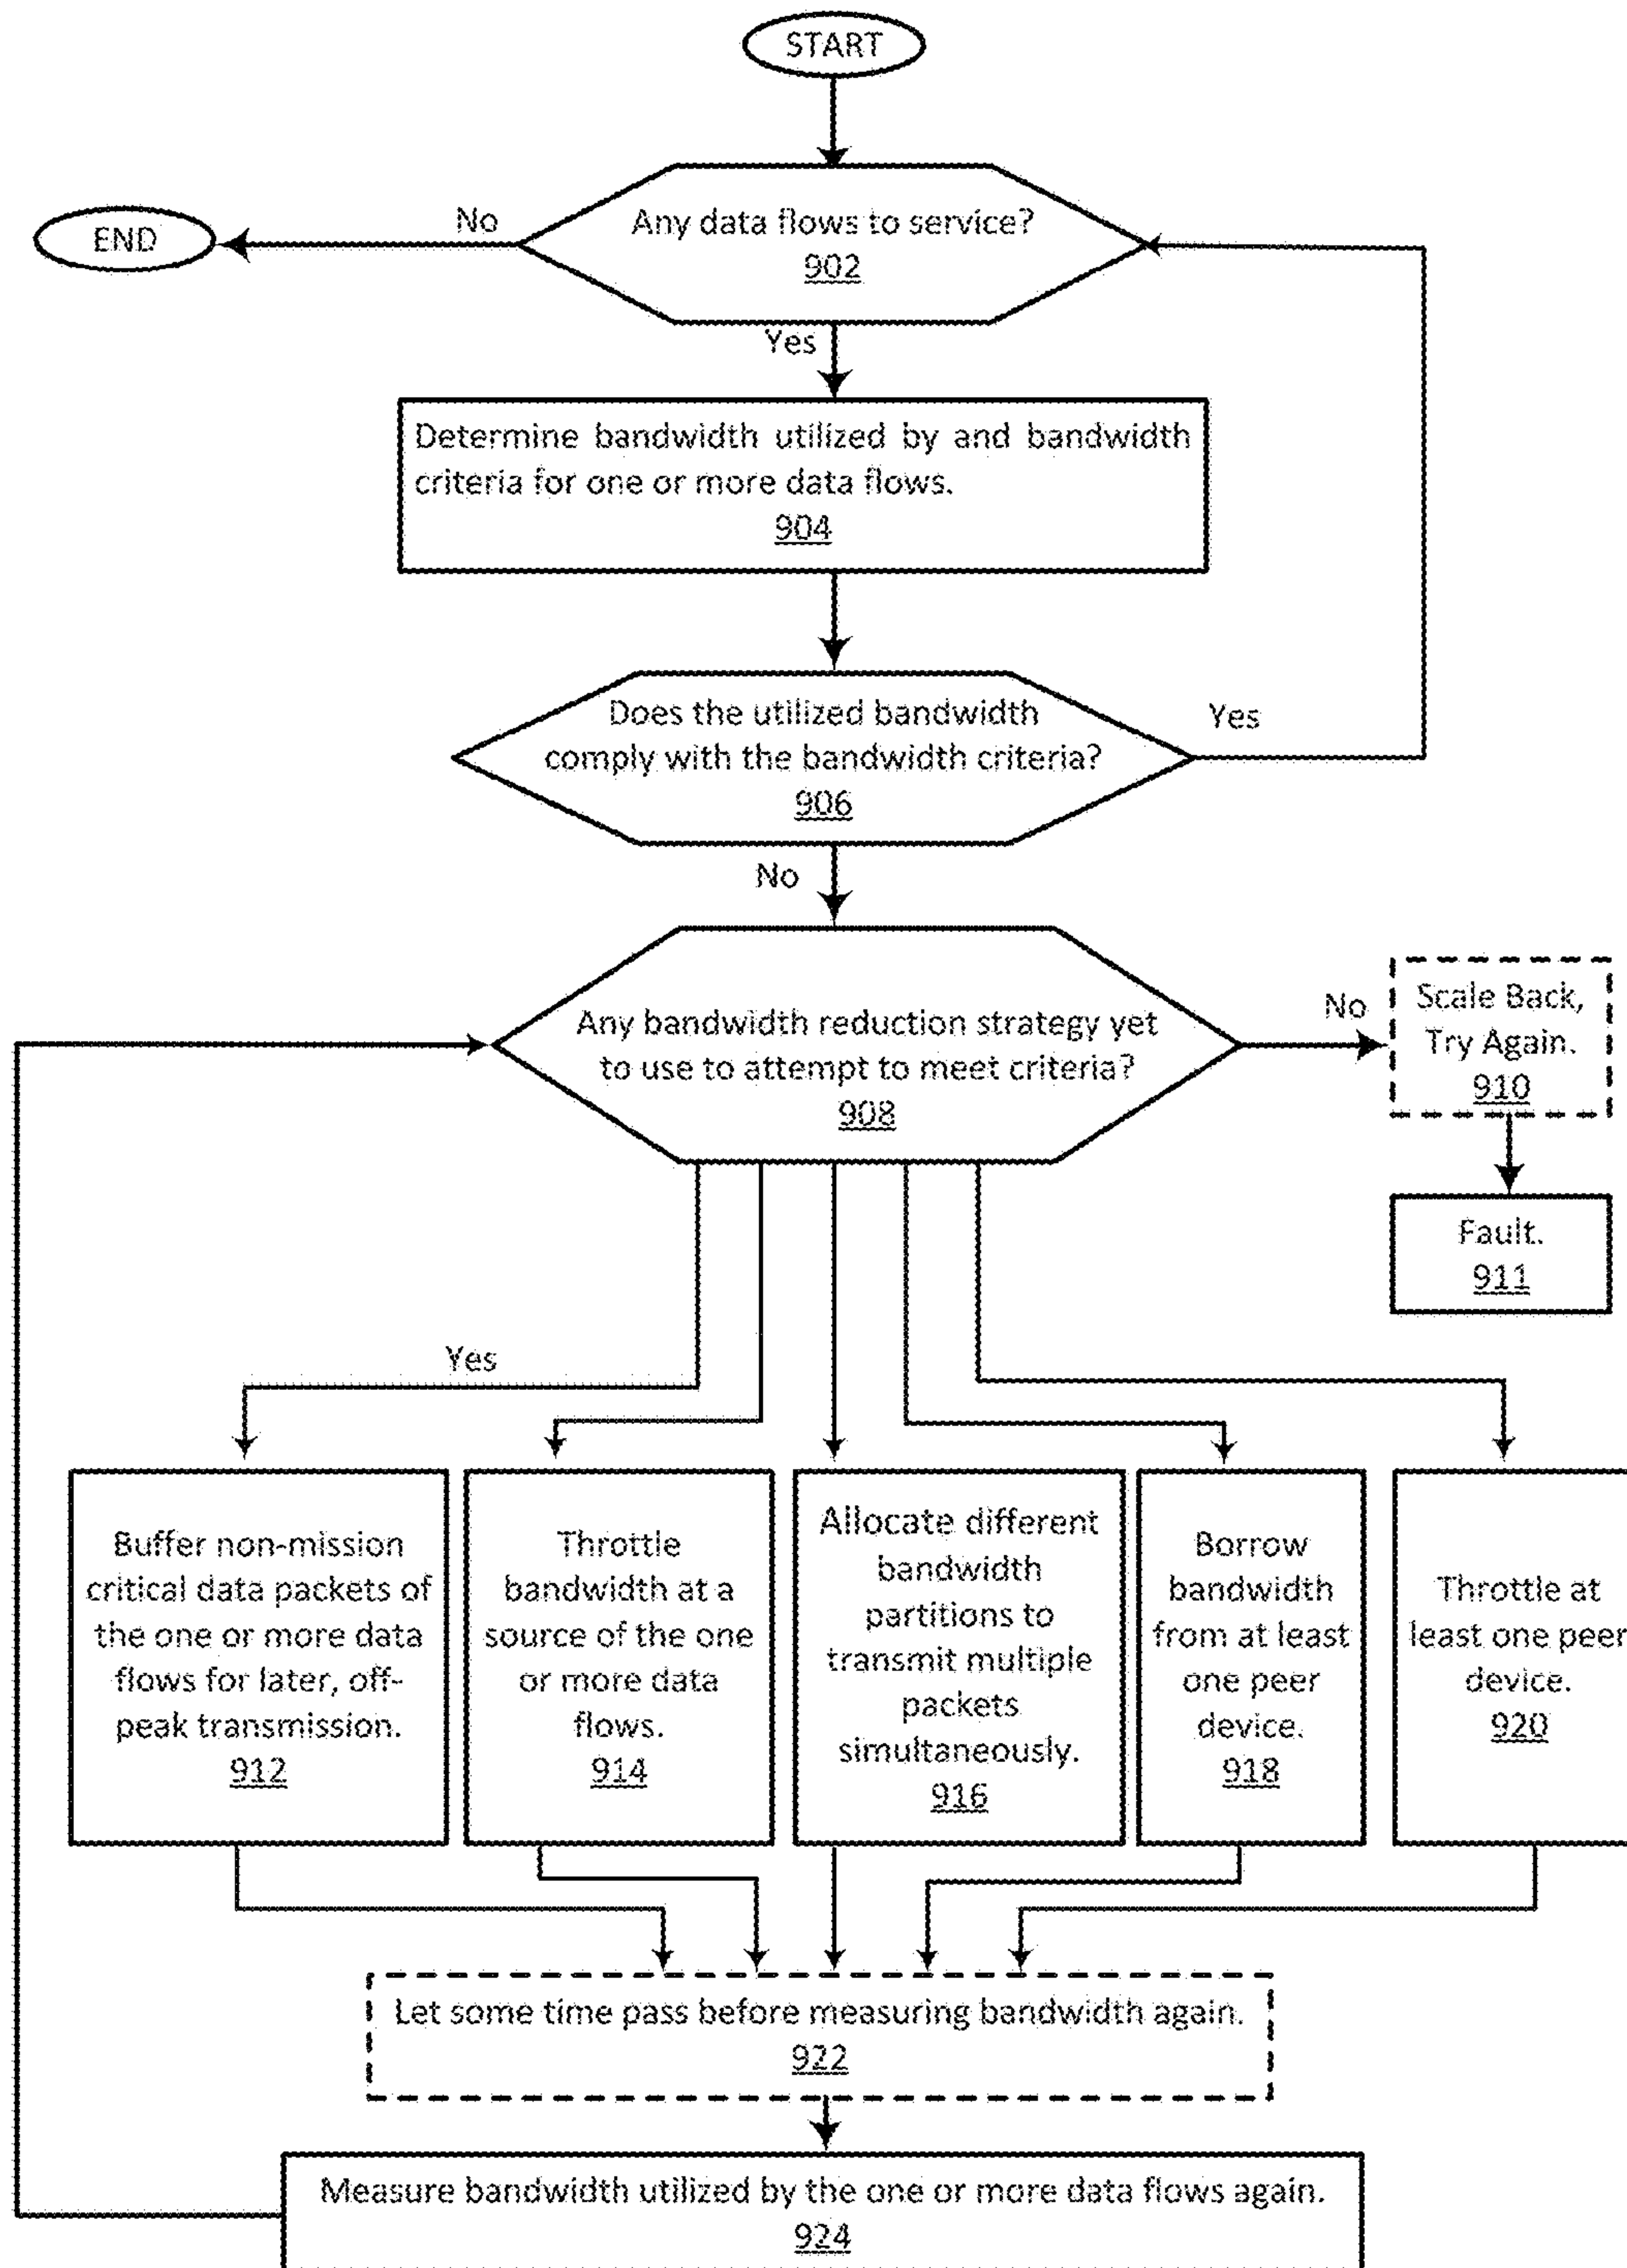 START
No
Any data flows to service?
902
END
Yes
Determine bandwidth utilized by and bandwidth
criteria for one or more data flows.
904
Does the utilized bandwidth
comply with the bandwidth criteria?
906
Yes
No
Any bandwidth reduction strategy yet
to use to attempt to meet criteria?
908
No
Scale Back,
Try Again.
910
Fault.
911
Yes
Buffer non-mission
critical data packets of
the one or more data
flows for later, off-
peak transmission.
912
Throttle
bandwidth at a
source of the one
or more data
flows.
914
Allocate different
bandwidth
partitions to
transmit multiple
packets
simultaneously.
916
Borrow
bandwidth
from at least
one peer
device.
918
Throttle at
least one peer
device.
920
Let some time pass before measuring bandwidth again.
922
Measure bandwidth utilized by the one or more data flows again.
924